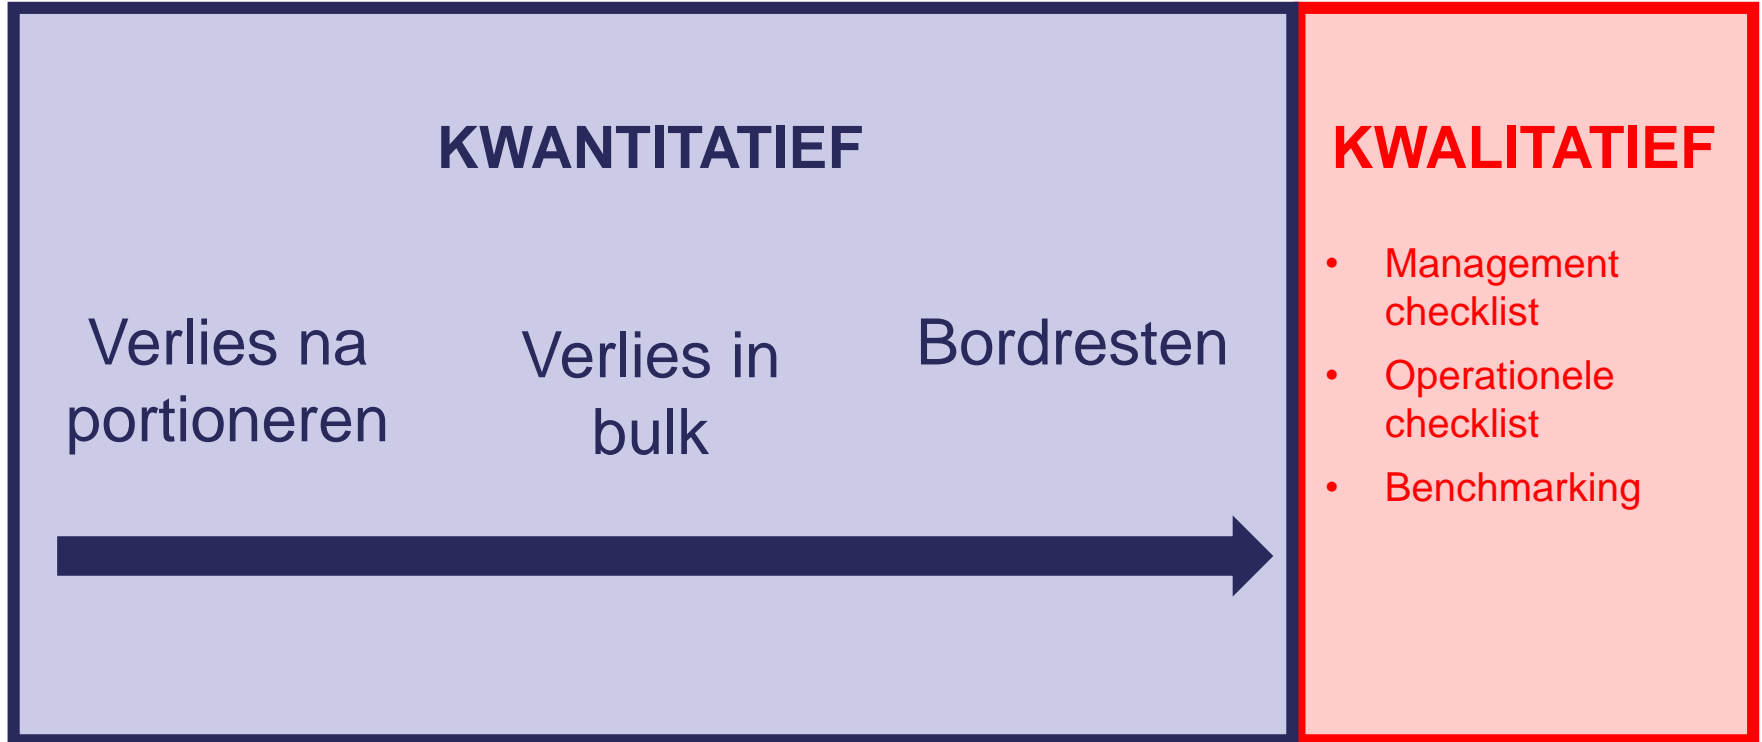 KWANTITATIEF
Verlies na
portioneren
Verlies in
bulk
Bordresten
KWALITATIEF
• Management
checklist
• Operationele
checklist
• Benchmarking